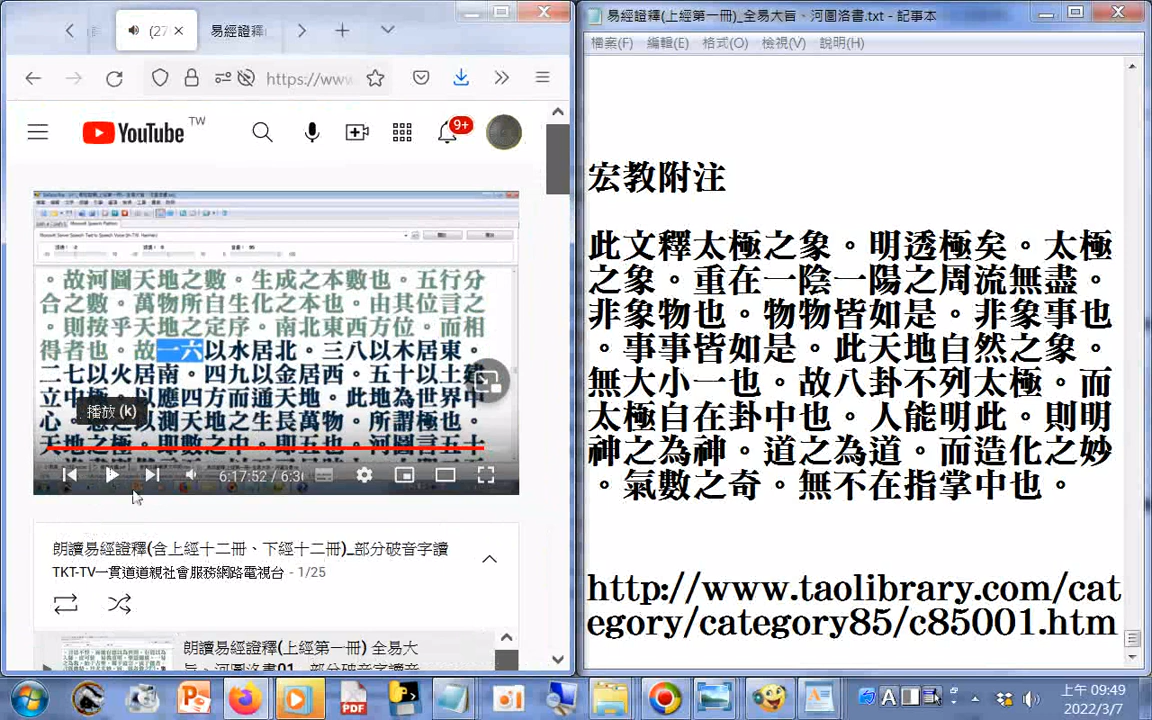 (27
易經證釋
https://www.
YouTube TW
9+
。故河圖天地之數。生成之本數也。五行分
合之數。萬物所自生化之本也。由其位言之
。則按乎天地之定序。南北東西方位。而相
得者也。故一六以水居北。三八以木居東。
二七以火居南。四九以金居西。五十以土建
立中極。以應四方而通天地。此地為世界中
播放 (k)
6:17:52 / 6:3
朗讀易經證釋(含上經十二冊、下經十二冊)_部分破音字讀
TKT-TV一貫道道親社會服務網路電視台 - 1/25
朗讀易經證釋(上經第一冊) 全易大
易經證釋(上經第一冊)_全易大旨、河圖洛書.txt - 記事本
檔案(F) 編輯(E) 格式(O) 檢視(V) 說明(H)
宏教附注
此文釋太極之象。明透極矣。太極
之象。重在一陰一陽之周流無盡。
非象物也。物物皆如是。非象事也
。事事皆如是。此天地自然之象。
無大小一也。故八卦不列太極。而
太極自在卦中也。人能明此。則明
神之為神。道之為道。而造化之妙
。氣數之奇。無不在指掌中也。
http://www.taolibrary.com/cat
egory/category85/c85001.htm
上午 09:49
2022/3/7